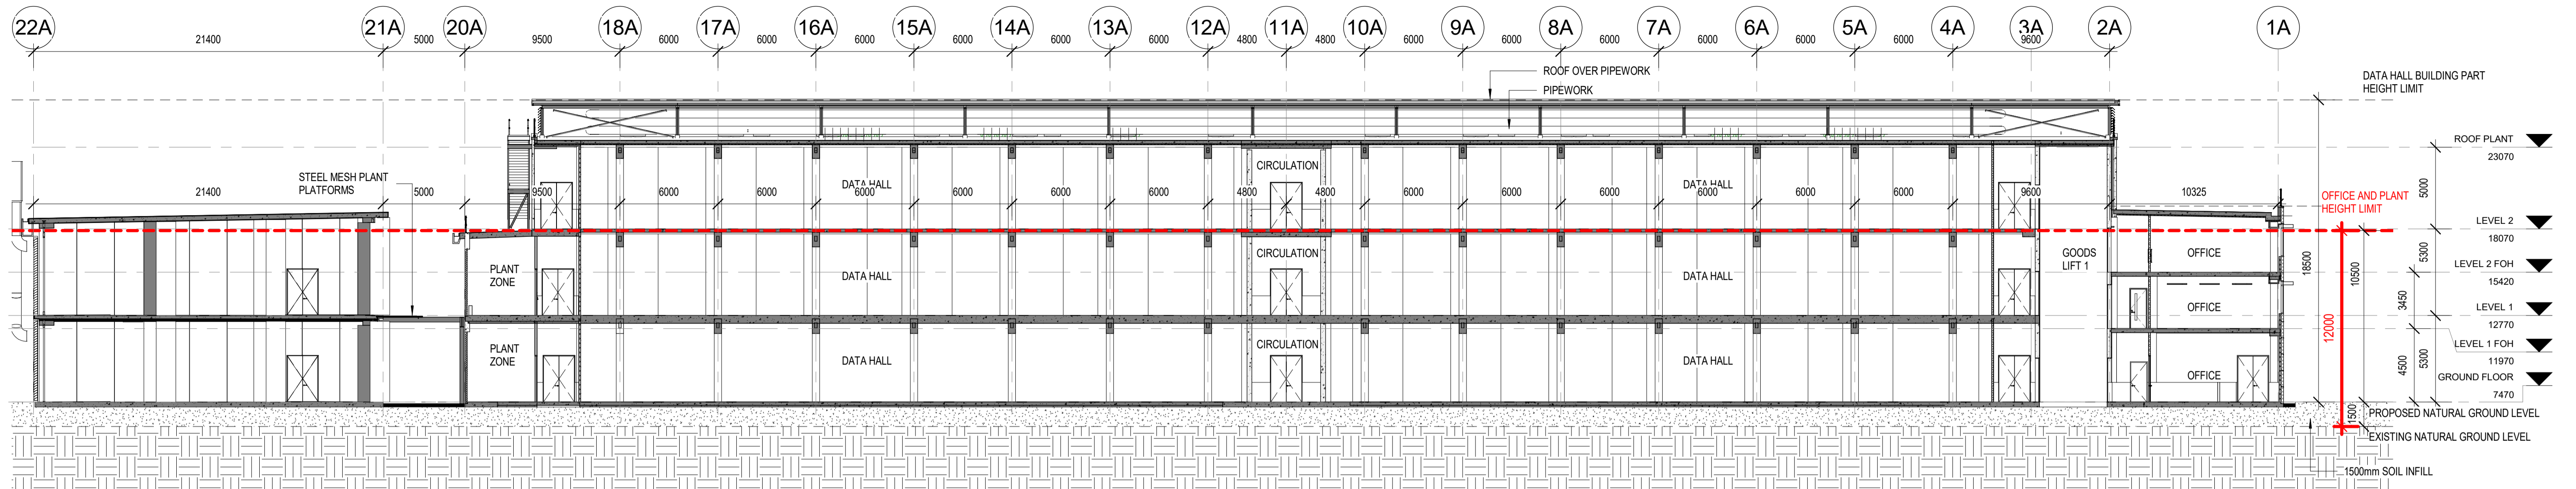 22A 21A 20A 18A 17A 16A 15A 14A 13A 12A 11A 10A 9A 8A 7A 6A 5A 4A 3A 2A 1A
21400 5000 9500 6000 6000 6000 6000 6000 6000 4800 4800 6000 6000 6000 6000 6000 6000 9600
ROOF OVER PIPEWORK
PIPEWORK
DATA HALL BUILDING PART
HEIGHT LIMIT
ROOF PLANT
23070
STEEL MESH PLANT
PLATFORMS
CIRCULATION
DATA HALL
DATA HALL
21400 5000 9500 6000 6000 6000 6000 6000 6000 4800 4800 6000 6000 6000 6000 6000 6000 9600 10325
5000
OFFICE AND PLANT
HEIGHT LIMIT
LEVEL 2
18070
PLANT
ZONE
DATA HALL
CIRCULATION
DATA HALL
GOODS
LIFT 1
OFFICE
18500
10500
5300
LEVEL 2 FOH
15420
3450
OFFICE
LEVEL 1
12770
12000
PLANT
ZONE
DATA HALL
CIRCULATION
DATA HALL
LEVEL 1 FOH
11970
4500
5300
OFFICE
GROUND FLOOR
7470
1500
PROPOSED NATURAL GROUND LEVEL
EXISTING NATURAL GROUND LEVEL
1500mm SOIL INFILL